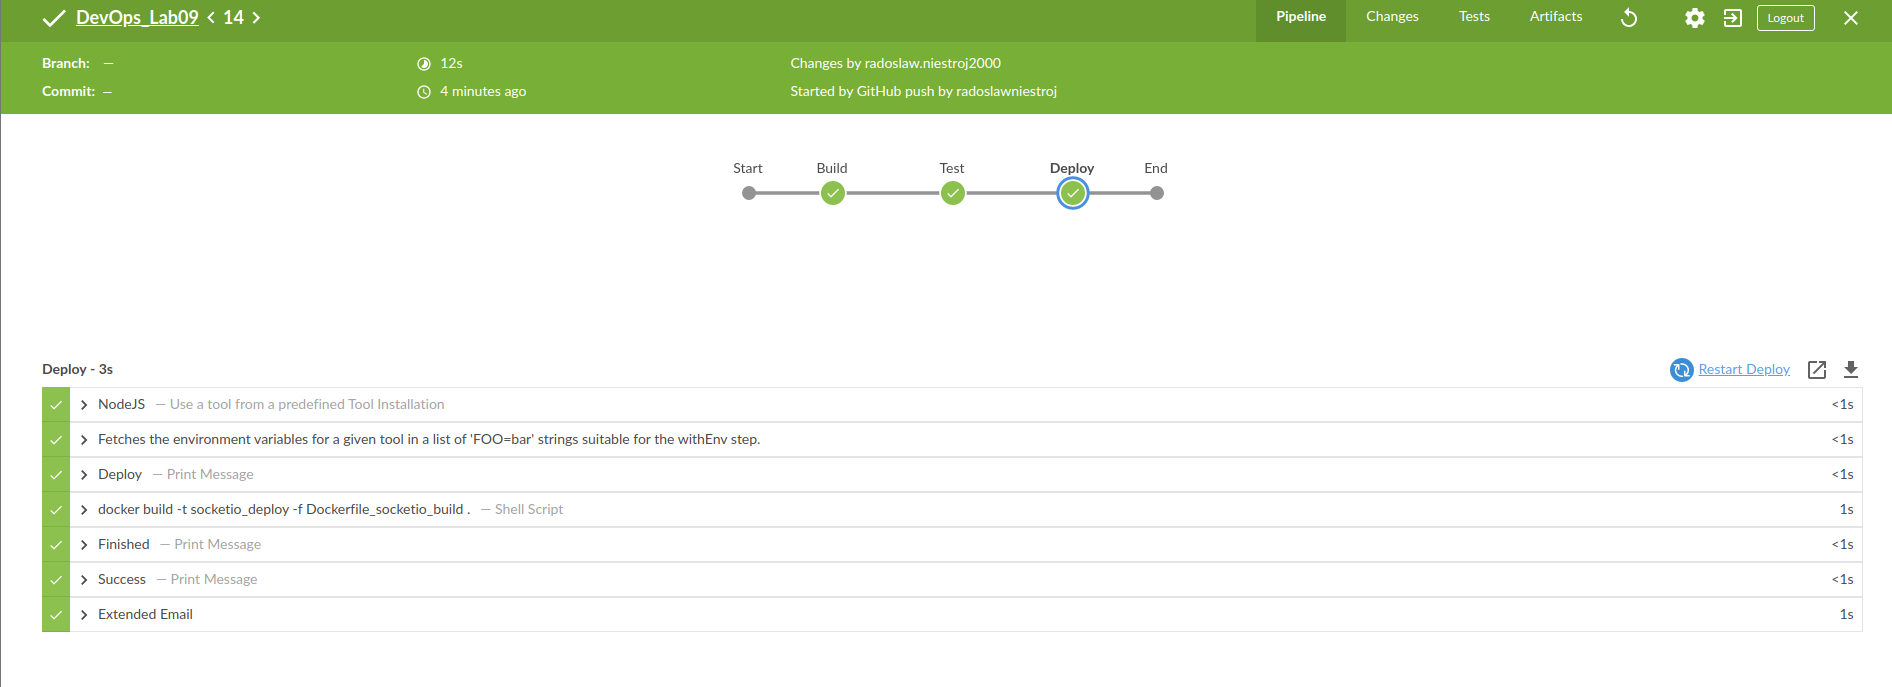 DevOps_Lab09 < 14 >
Pipeline Changes Tests Artifacts Logout
Branch: — 12s Changes by radoslaw.niestroj2000
Commit: — 4 minutes ago Started by GitHub push by radoslawniestroj
Start Build Test Deploy End
Deploy - 3s Restart Deploy
NodeJS — Use a tool from a predefined Tool Installation <1s
Fetches the environment variables for a given tool in a list of 'FOO=bar' strings suitable for the withEnv step. <1s
Deploy — Print Message <1s
docker build -t socketio_deploy -f Dockerfile_socketio_build . — Shell Script 1s
Finished — Print Message <1s
Success — Print Message <1s
Extended Email 1s